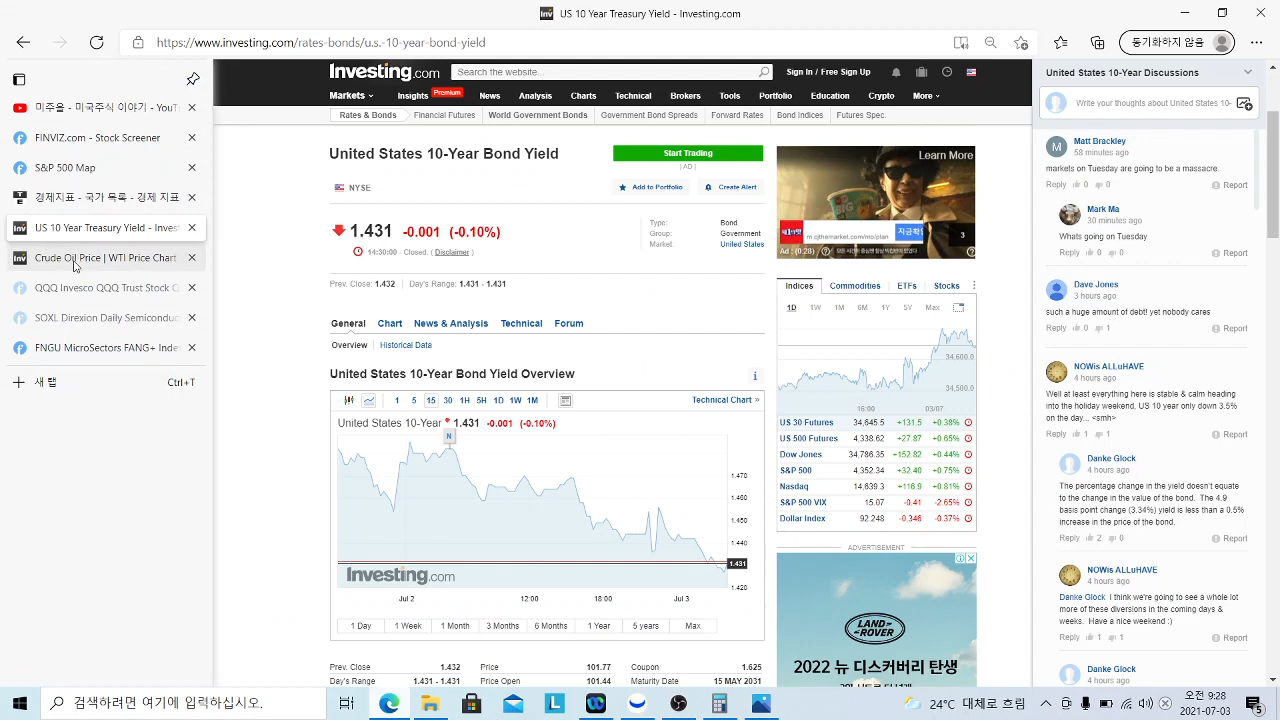 US 10 Year Treasury Yield - Invest
https://www.investing.com/rates-bonds/u.s.-10-year-bond-yield
동기화하지 않음
미주율 - 미국주식 이야기 - YouT
FINVIZ.com - Stock Screener
S&P 500 Map
US 10 Year Treasury Yield - Invest
Crude Oil
QQQ Invesco QQQ Trust Stock
SOXL Direxion Daily Semiconduc
FNGU MicroSectors FANG+ Index
새 탭
Ctrl+T
Investing.com
Search the website...
Sign In / Free Sign Up
Markets
Insights
Premium
News
Analysis
Charts
Technical
Brokers
Tools
Portfolio
Education
Crypto
More
Rates & Bonds
Financial Futures
World Government Bonds
Government Bond Spreads
Forward Rates
Bond Indices
Futures Spec.
United States 10-Year Bond Yield
Start Trading
[ AD ]
NYSE
Add to Portfolio
Create Alert
1.431 -0.001 (-0.10%)
14:30:00 - Closed. ( Disclaimer )
Type: Bond
Group: Government
Market: United States
Prev. Close: 1.432
Day's Range: 1.431 - 1.431
General
Chart
News & Analysis
Technical
Forum
Overview
Historical Data
United States 10-Year Bond Yield Overview
1 5 15 30 1H 5H 1D 1W 1M
Technical Chart »
United States 10-Year 1.431 -0.001 (-0.10%)
N
1.470
1.460
1.450
1.440
1.431
1.420
Investing.com
Jul 2 12:00 18:00 Jul 3
1 Day 1 Week 1 Month 3 Months 6 Months 1 Year 5 years Max
Prev. Close 1.432 Price 101.77 Coupon 1.625
Day's Range 1.431 - 1.431 Price Open 101.44 Maturity Date 15 MAY 2031
Learn More
m.cjthemarket.com/mo/plan
3
Ad : (0:28)
Indices Commodities ETFs Stocks
1D 1W 1M 6M 1Y 5Y Max
34,600.0
34,500.0
16:00 03/07
US 30 Futures 34,645.5 +131.5 +0.38%
US 500 Futures 4,338.62 +27.87 +0.65%
Dow Jones 34,786.35 +152.82 +0.44%
S&P 500 4,352.34 +32.40 +0.75%
Nasdaq 14,639.3 +116.9 +0.81%
S&P 500 VIX 15.07 -0.41 -2.65%
Dollar Index 92.248 -0.346 -0.37%
ADVERTISEMENT
LAND-
ROVER
2022 뉴 디스커버리 탄생
United States 10-Year Discussions
Write your thoughts about United States 10-
M
Matt Brackley
58 minutes ago
markets on Tuesday are going to be a massacre.
Reply 0 0 Report
Mark Ma
30 minutes ago
Whats going on Tuesday
Reply 0 0 Report
Dave Jones
3 hours ago
such a huge amount of debt! yet nobody cares
Reply 0 1 Report
NOWis ALLuHAVE
4 hours ago
Well at least everything here is stable & calm heading
into the holiday weekend, US 10 year only down 3.5%
on the day... <smh>
Reply 1 1 Report
Danke Glock
4 hours ago
The percentage change in the yield doesn't equate
to the change in the value of the bond. The 4.8
basis point change (3.34%) yield is less than a 0.5%
increase in the price of the bond.
Reply 2 0 Report
NOWis ALLuHAVE
4 hours ago
Danke Glock I think we're going to see a whole lot
more of these diversions in the coming days &
weeks. Have a nice weekend :)
Reply 1 1 Report
Danke Glock
4 hours ago
검색하려면 여기에 입력하십시오.
24°C 대체로 흐림
오전 9:28
2021-07-03
5